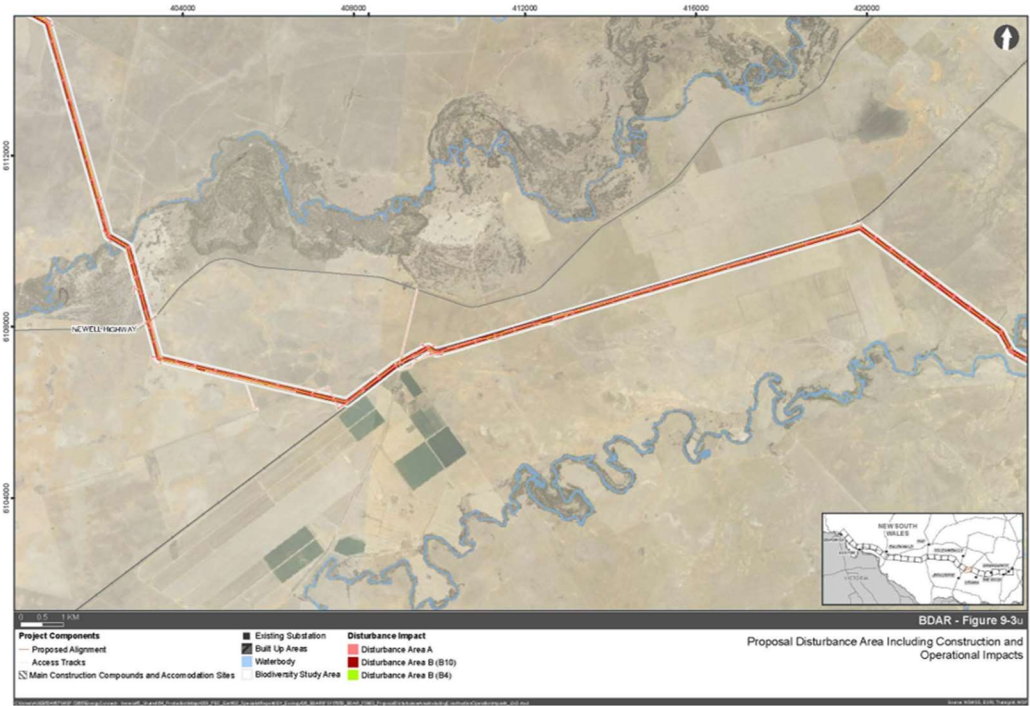 404000
408000
412000
416000
420000
6112000
6108000
6104000
NEWELL HIGHWAY
NEW SOUTH
WALES
VICTORIA
0 0.5 1 KM
BDAR - Figure 9-3u
Project Components
Proposed Alignment
Access Tracks
Main Construction Compounds and Accomodation Sites
Existing Substation
Built Up Areas
Waterbody
Biodiversity Study Area
Disturbance Impact
Disturbance Area A
Disturbance Area B (B10)
Disturbance Area B (B4)
Proposal Disturbance Area Including Construction and
Operational Impacts